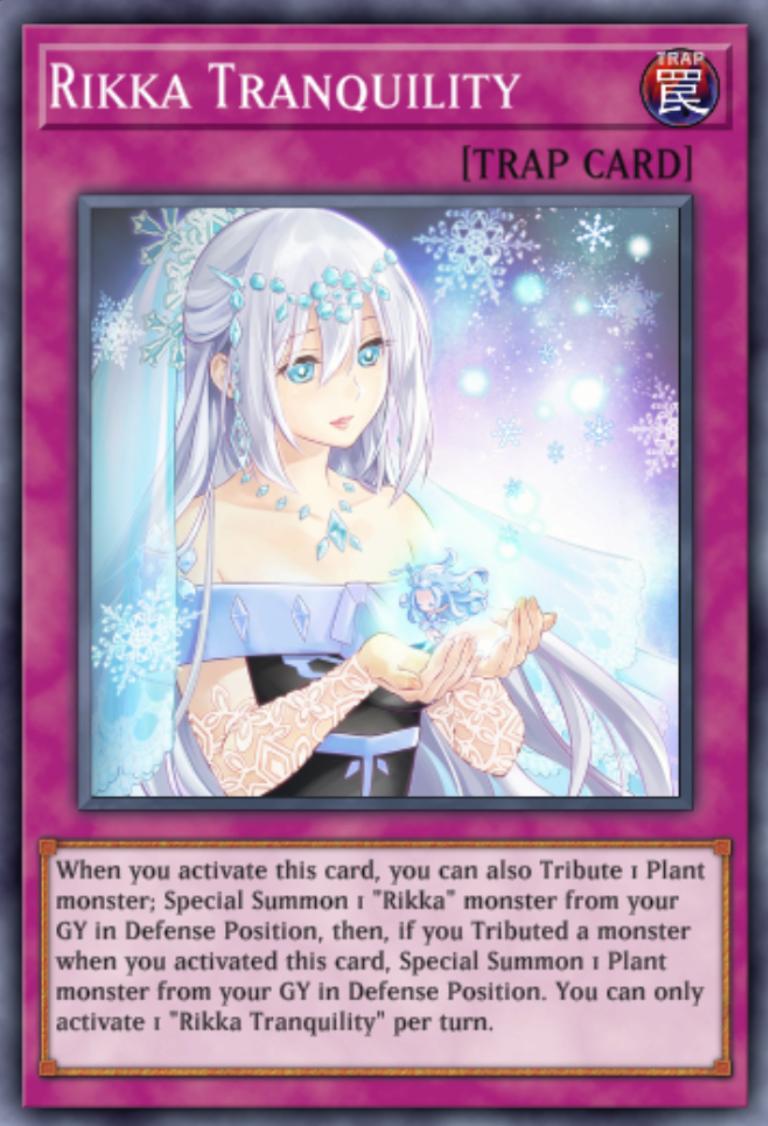 Rikka Tranquility
TRAP
罠
[TRAP CARD]
When you activate this card, you can also Tribute 1 Plant
monster; Special Summon 1 "Rikka" monster from your
GY in Defense Position, then, if you Tributed a monster
when you activated this card, Special Summon 1 Plant
monster from your GY in Defense Position. You can only
activate 1 "Rikka Tranquility" per turn.